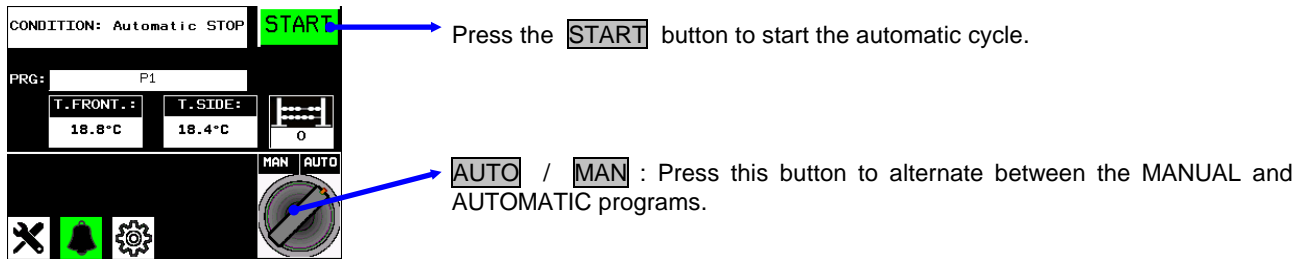 CONDITION: Automatic STOP
START
Press the START button to start the automatic cycle.
PRG: P1
T.FRONT.: T.SIDE:
18.8°C 18.4°C
0
MAN AUTO
AUTO / MAN : Press this button to alternate between the MANUAL and
AUTOMATIC programs.